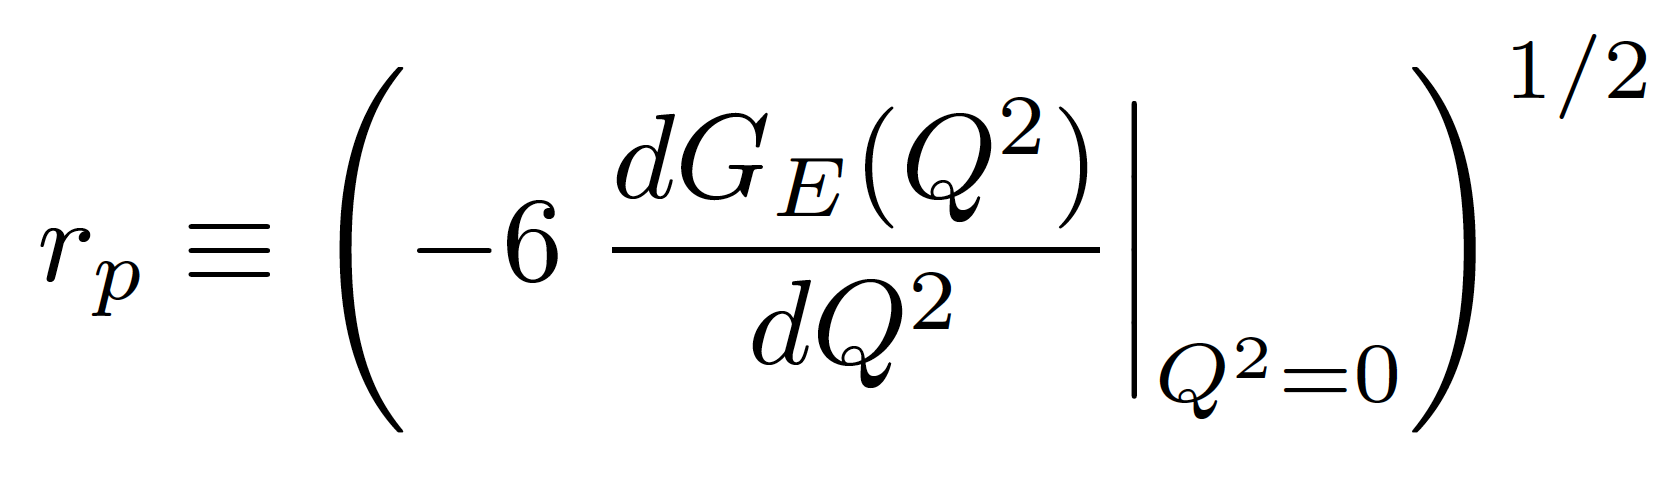 $r_p \equiv \left( -6 \ \frac{dG_E(Q^2)}{dQ^2} \bigg|_{Q^2=0} \right)^{1/2}$